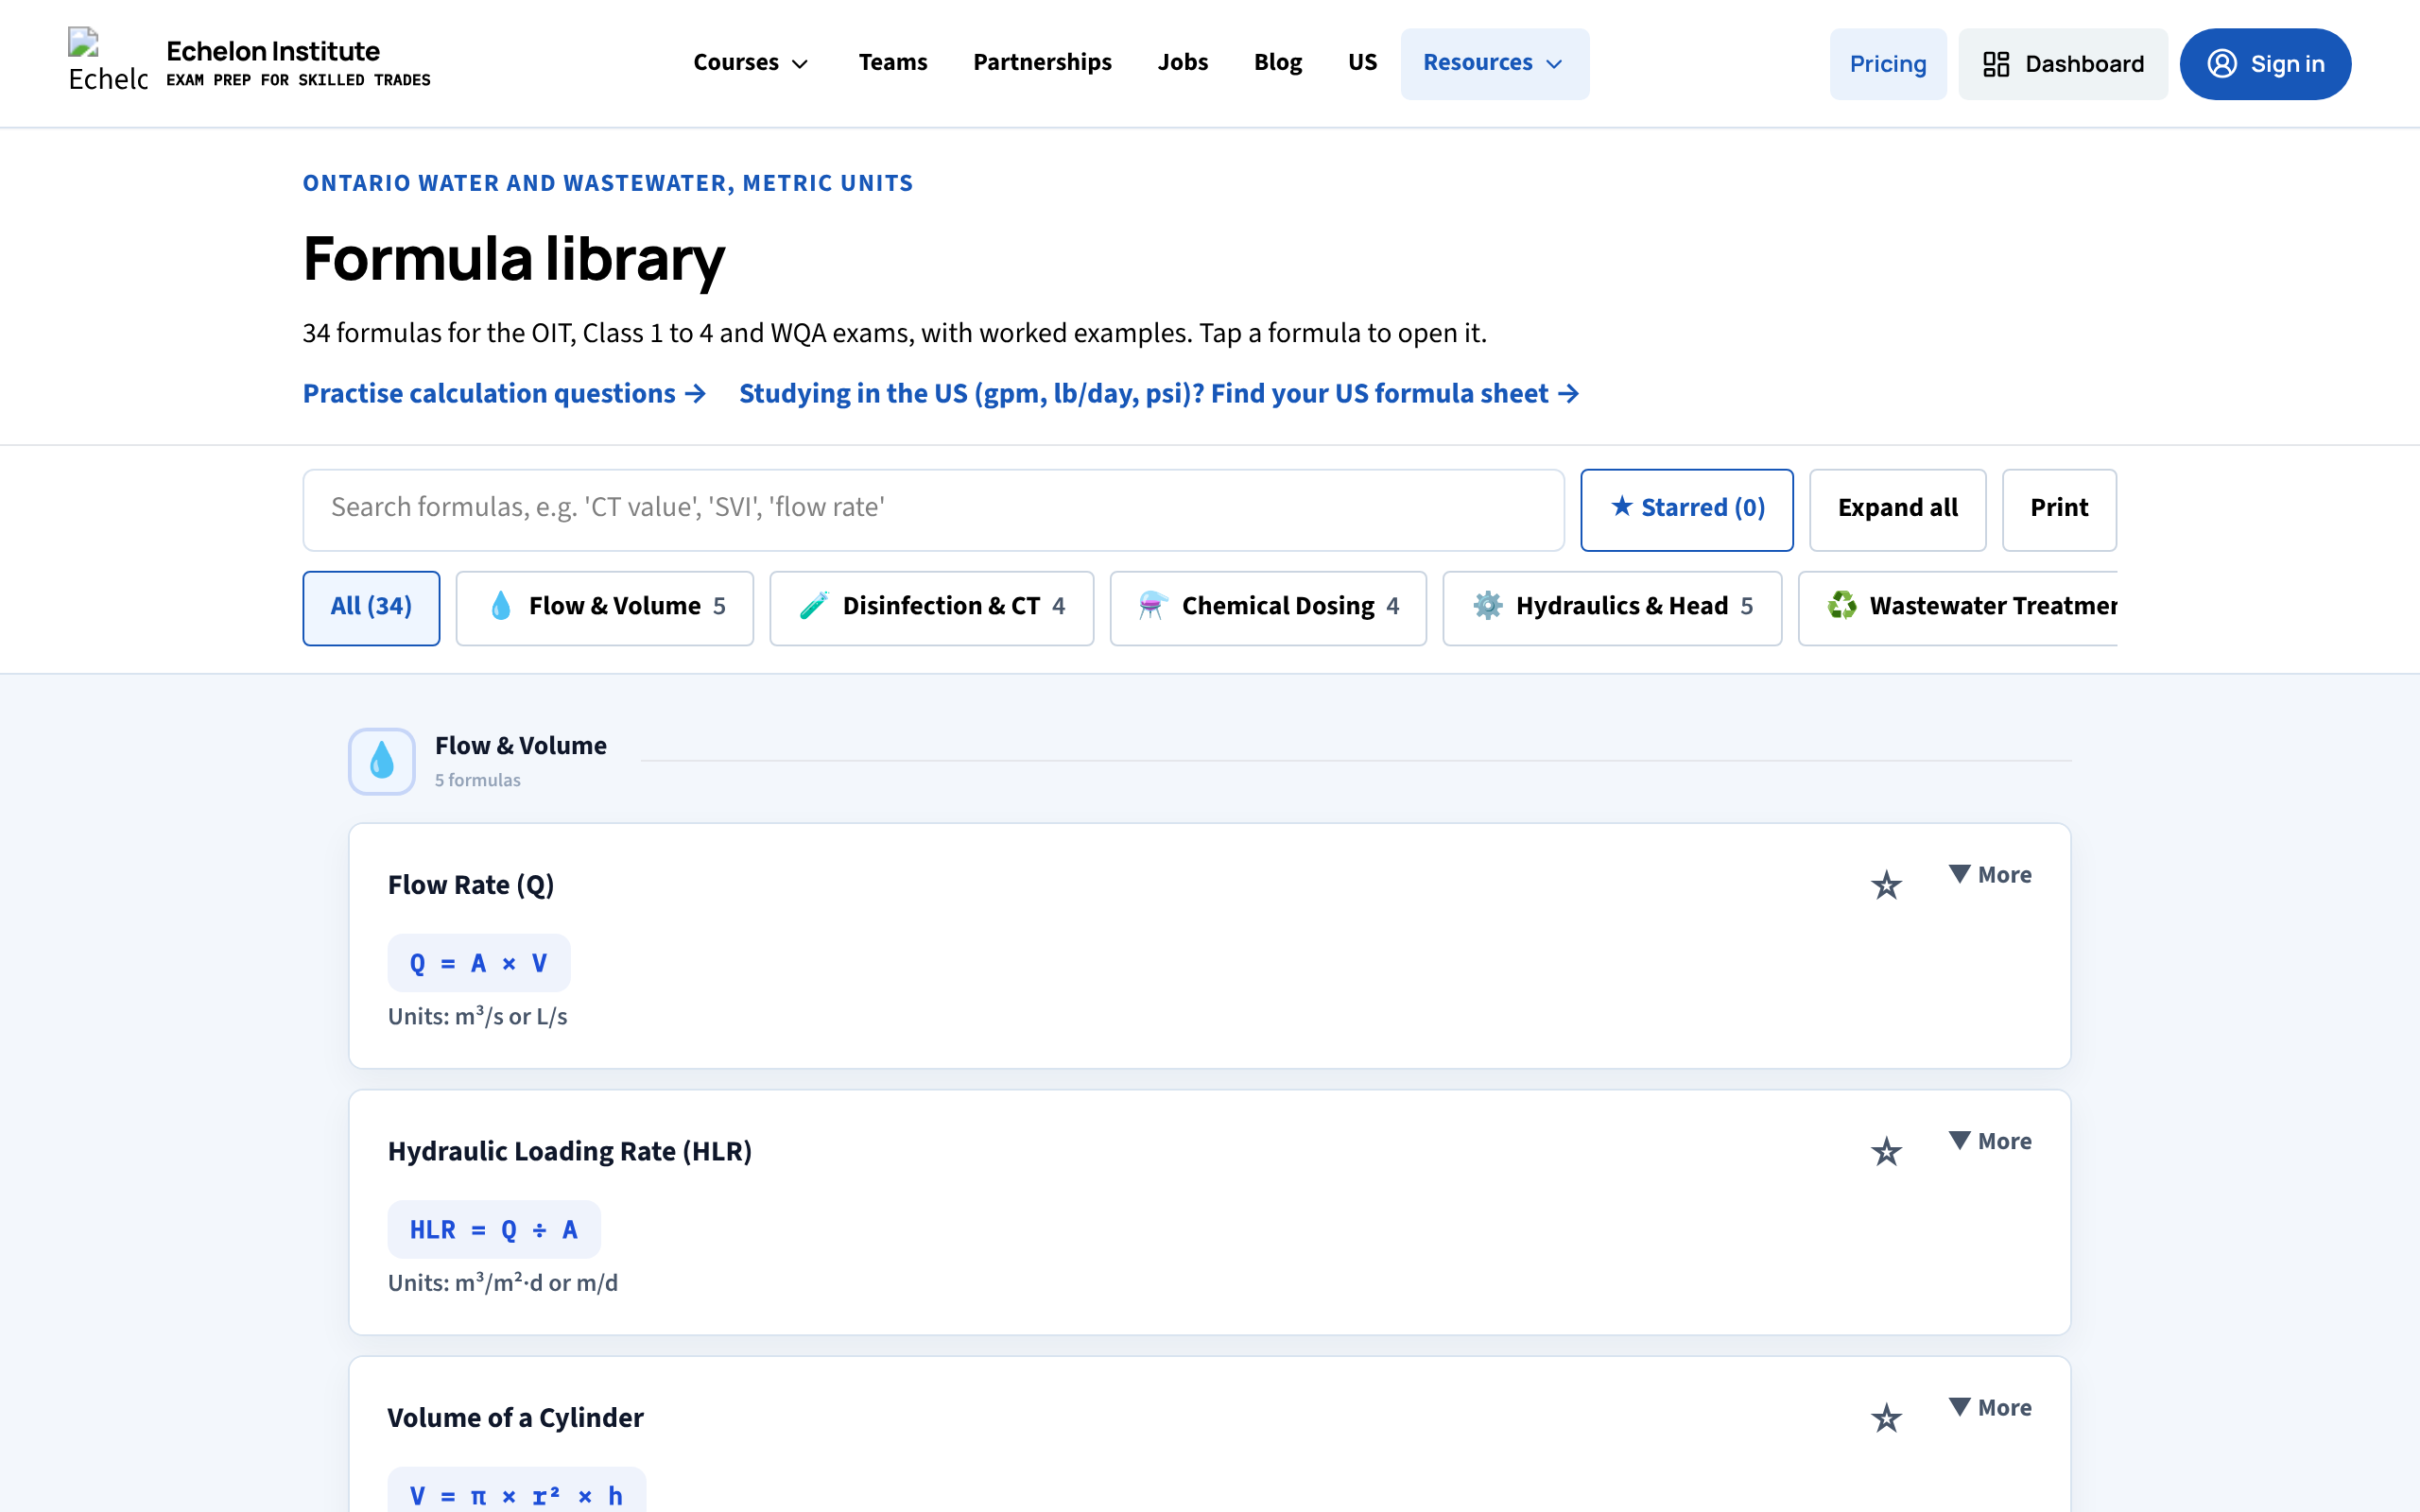 Echelon Institute
EXAM PREP FOR SKILLED TRADES
Courses
Teams
Partnerships
Jobs
Blog
US
Resources
Pricing
Dashboard
Sign in
ONTARIO WATER AND WASTEWATER, METRIC UNITS
Formula library
34 formulas for the OIT, Class 1 to 4 and WQA exams, with worked examples. Tap a formula to open it.
Practise calculation questions →
Studying in the US (gpm, lb/day, psi)? Find your US formula sheet →
Search formulas, e.g. 'CT value', 'SVI', 'flow rate'
★ Starred (0)
Expand all
Print
All (34)
Flow & Volume 5
Disinfection & CT 4
Chemical Dosing 4
Hydraulics & Head 5
Wastewater
Flow & Volume
5 formulas
Flow Rate (Q)
▼ More
Q = A × V
Units: m³/s or L/s
Hydraulic Loading Rate (HLR)
▼ More
HLR = Q ÷ A
Units: m³/m²·d or m/d
Volume of a Cylinder
▼ More
V = π × r² × h